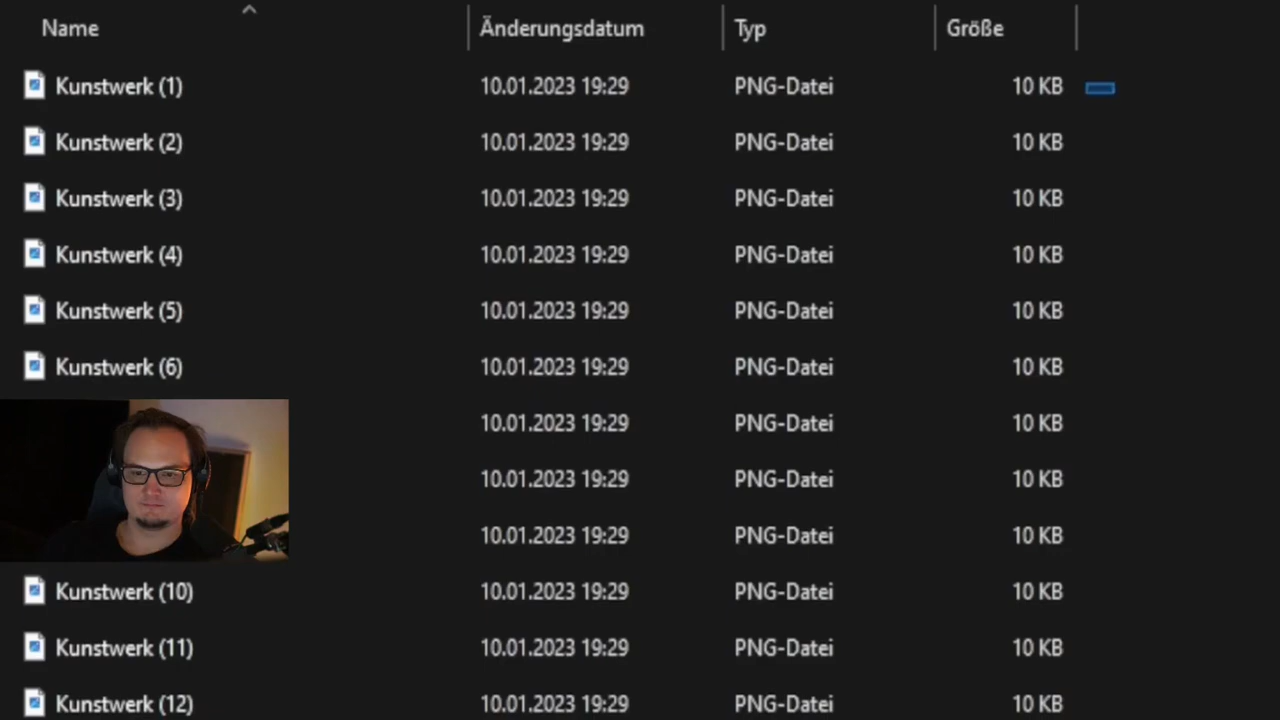 Name Änderungsdatum Typ Größe
Kunstwerk (1) 10.01.2023 19:29 PNG-Datei 10 KB
Kunstwerk (2) 10.01.2023 19:29 PNG-Datei 10 KB
Kunstwerk (3) 10.01.2023 19:29 PNG-Datei 10 KB
Kunstwerk (4) 10.01.2023 19:29 PNG-Datei 10 KB
Kunstwerk (5) 10.01.2023 19:29 PNG-Datei 10 KB
Kunstwerk (6) 10.01.2023 19:29 PNG-Datei 10 KB
10.01.2023 19:29 PNG-Datei 10 KB
10.01.2023 19:29 PNG-Datei 10 KB
10.01.2023 19:29 PNG-Datei 10 KB
Kunstwerk (10) 10.01.2023 19:29 PNG-Datei 10 KB
Kunstwerk (11) 10.01.2023 19:29 PNG-Datei 10 KB
Kunstwerk (12) 10.01.2023 19:29 PNG-Datei 10 KB